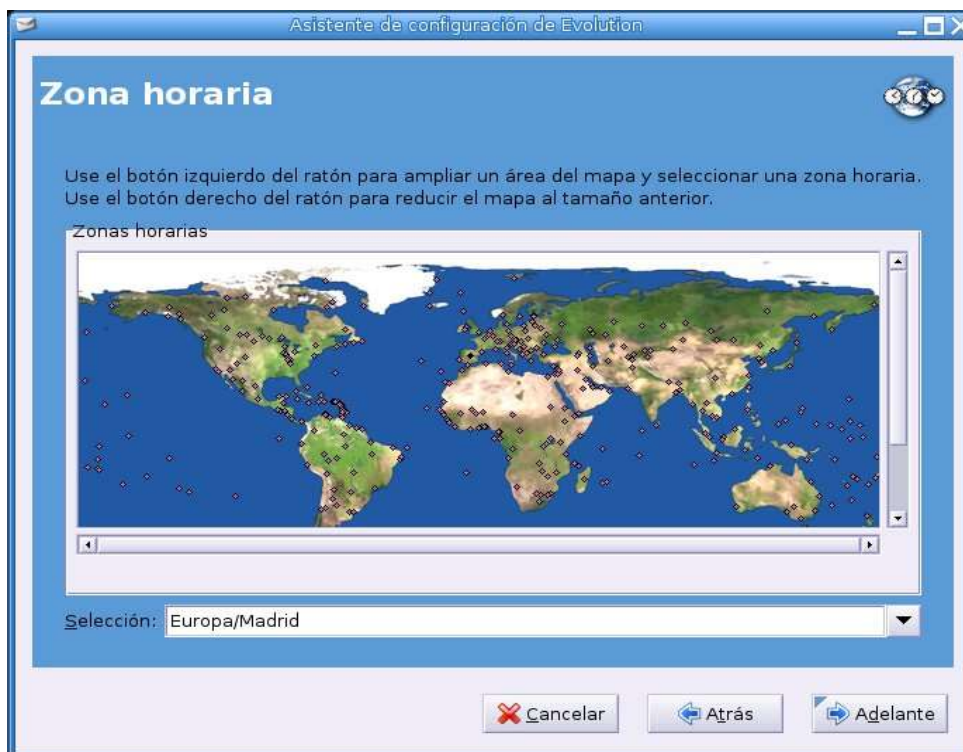 Asistente de configuración de Evolution
Zona horaria
Use el botón izquierdo del ratón para ampliar un área del mapa y seleccionar una zona horaria.
Use el botón derecho del ratón para reducir el mapa al tamaño anterior.
Zonas horarias
Selección: Europa/Madrid
Cancelar Atrás Adelante